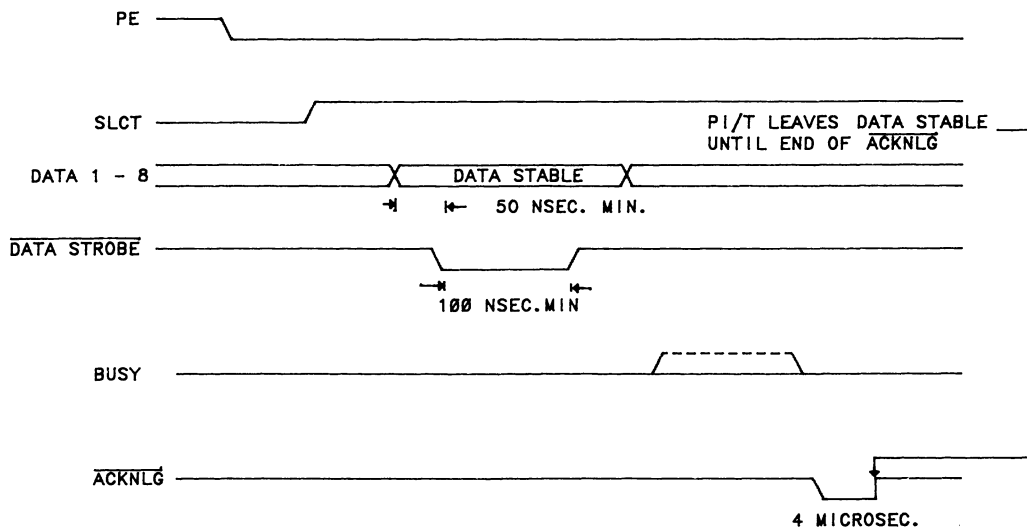 PE
SLCT
PI/T LEAVES DATA STABLE
UNTIL END OF ACKNLG
DATA 1 - 8
DATA STABLE
50 NSEC. MIN.
DATA STROBE
100 NSEC.MIN
BUSY
ACKNLG
4 MICROSEC.